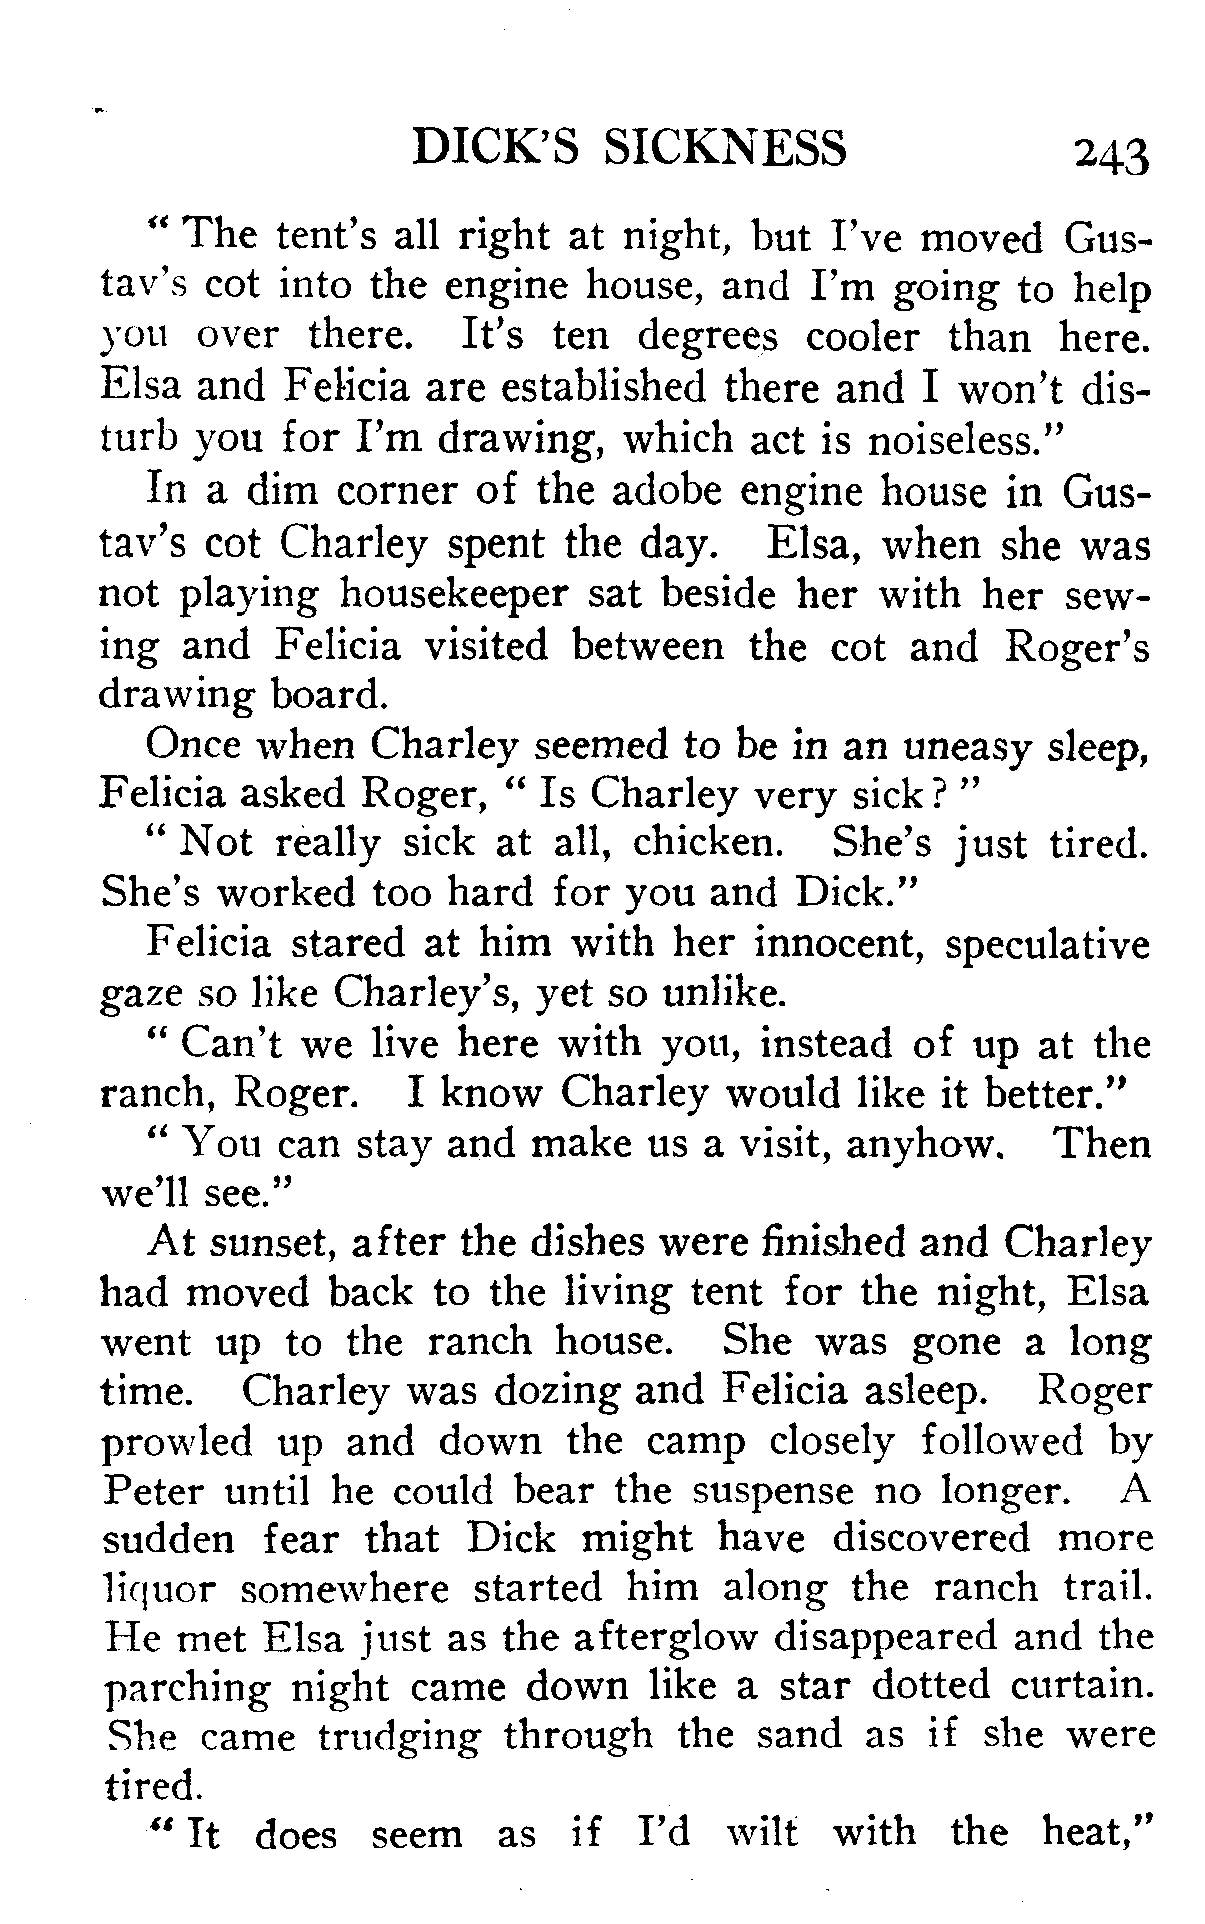 DICK'S SICKNESS 243
" The tent's all right at night, but I've moved Gus-
tav's cot into the engine house, and I'm going to help
you over there. It's ten degrees cooler than here.
Elsa and Felicia are established there and I won't dis-
turb you for I'm drawing, which act is noiseless."
In a dim corner of the adobe engine house in Gus-
tav's cot Charley spent the day. Elsa, when she was
not playing housekeeper sat beside her with her sew-
ing and Felicia visited between the cot and Roger's
drawing board.
Once when Charley seemed to be in an uneasy sleep,
Felicia asked Roger, " Is Charley very sick? "
" Not really sick at all, chicken. She's just tired.
She's worked too hard for you and Dick."
Felicia stared at him with her innocent, speculative
gaze so like Charley's, yet so unlike.
" Can't we live here with you, instead of up at the
ranch, Roger. I know Charley would like it better."
" You can stay and make us a visit, anyhow. Then
we'll see."
At sunset, after the dishes were finished and Charley
had moved back to the living tent for the night, Elsa
went up to the ranch house. She was gone a long
time. Charley was dozing and Felicia asleep. Roger
prowled up and down the camp closely followed by
Peter until he could bear the suspense no longer. A
sudden fear that Dick might have discovered more
liquor somewhere started him along the ranch trail.
He met Elsa just as the afterglow disappeared and the
parching night came down like a star dotted curtain.
She came trudging through the sand as if she were
tired.
" It does seem as if I'd wilt with the heat,"